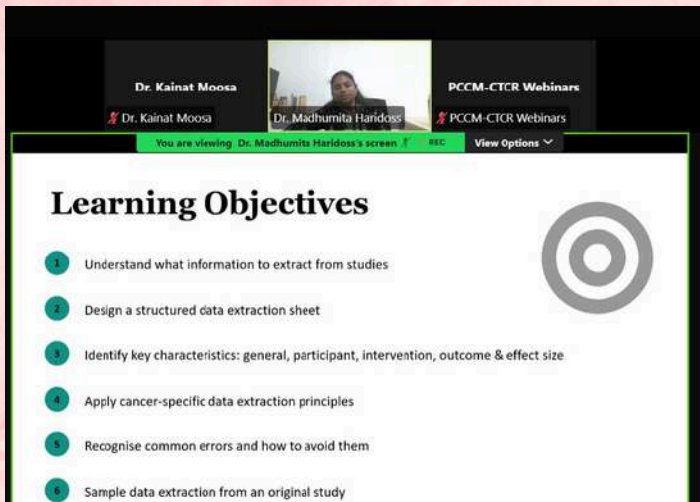 Dr. Kainat Moosa
PCCM-CTCR Webinars
Dr. Kainat Moosa
Dr. Madhumita Haridoss
PCCM-CTCR Webinars
You are viewing Dr. Madhumita Haridoss's screen
REC
View Options
Learning Objectives
1 Understand what information to extract from studies
2 Design a structured data extraction sheet
3 Identify key characteristics: general, participant, intervention, outcome & effect size
4 Apply cancer-specific data extraction principles
5 Recognise common errors and how to avoid them
6 Sample data extraction from an original study